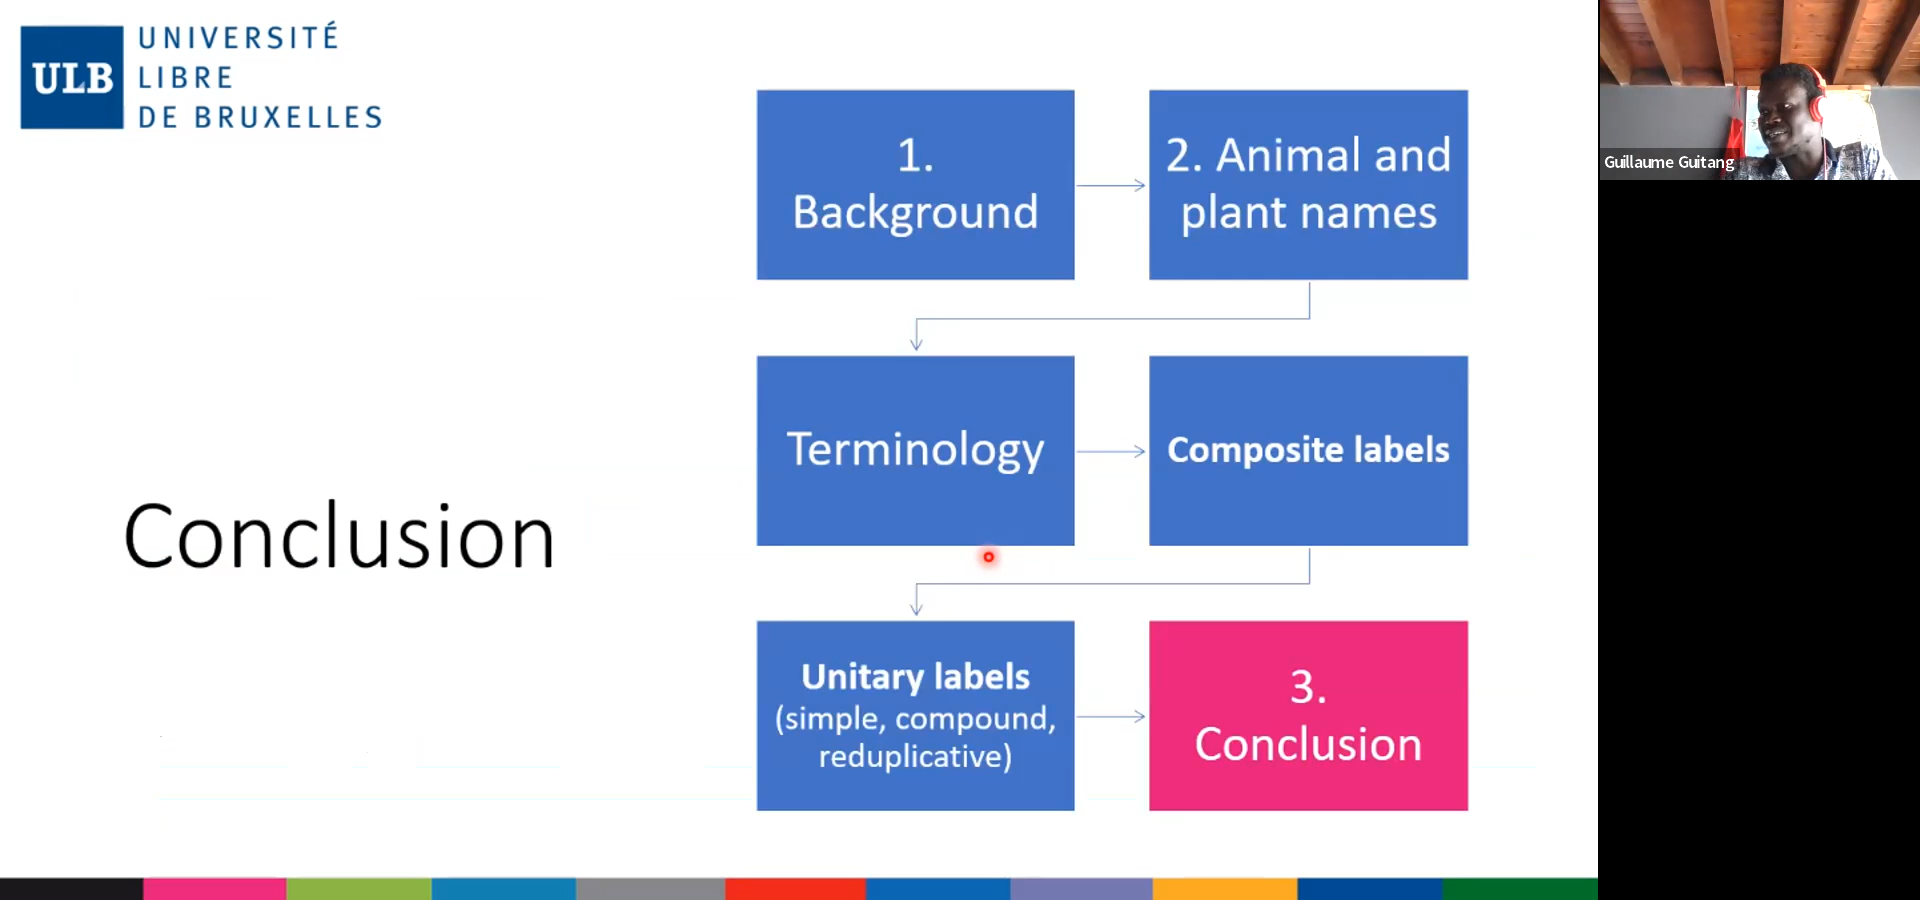 ULB
UNIVERSITÉ
LIBRE
DE BRUXELLES
1.
Background
2. Animal and
plant names
Terminology
Composite labels
Conclusion
Unitary labels
(simple, compound,
reduplicative)
3.
Conclusion
Guillaume Guitang